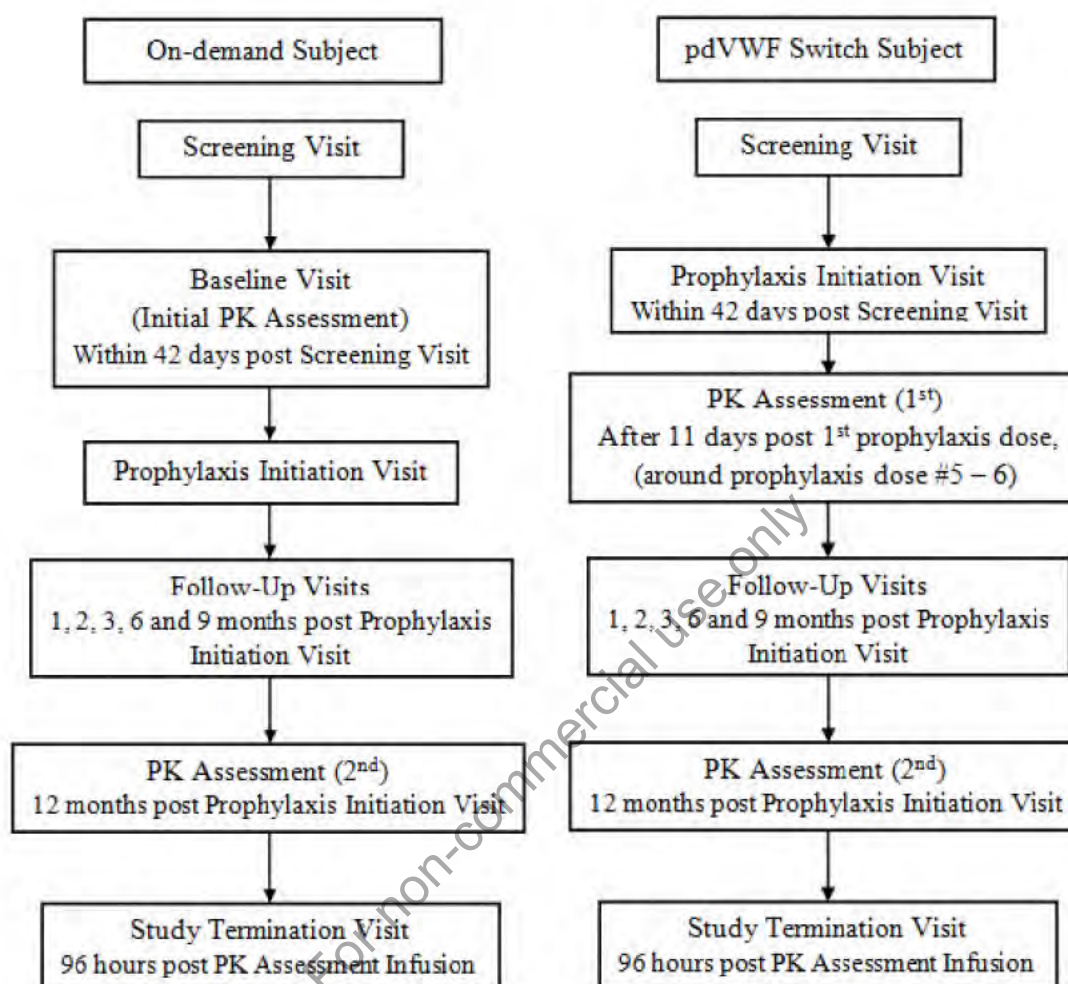 On-demand Subject
Screening Visit
Baseline Visit
(Initial PK Assessment)
Within 42 days post Screening Visit
Prophylaxis Initiation Visit
Follow-Up Visits
1, 2, 3, 6 and 9 months post Prophylaxis
Initiation Visit
PK Assessment (2nd)
12 months post Prophylaxis Initiation Visit
Study Termination Visit
96 hours post PK Assessment Infusion
pdVWF Switch Subject
Screening Visit
Prophylaxis Initiation Visit
Within 42 days post Screening Visit
PK Assessment (1st)
After 11 days post 1st prophylaxis dose,
(around prophylaxis dose #5 – 6)
Follow-Up Visits
1, 2, 3, 6 and 9 months post Prophylaxis
Initiation Visit
PK Assessment (2nd)
12 months post Prophylaxis Initiation Visit
Study Termination Visit
96 hours post PK Assessment Infusion
For non-commercial use only